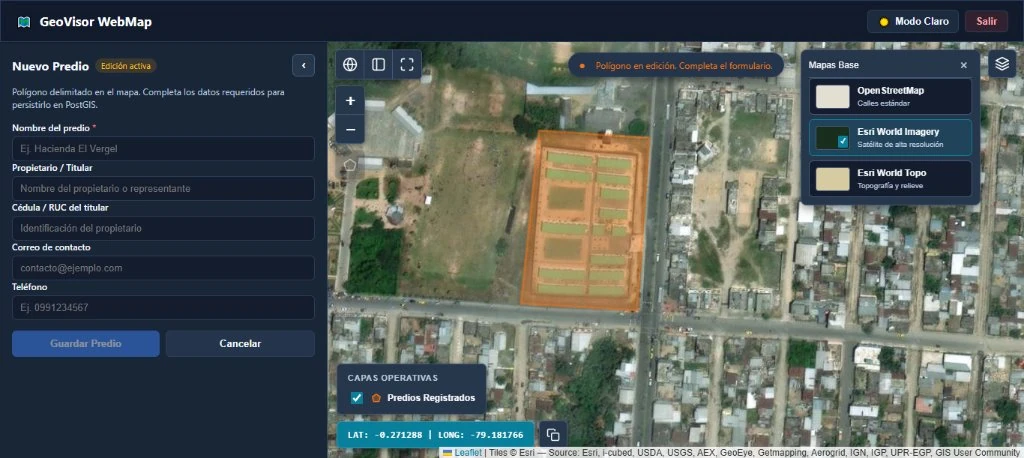 GeoVisor WebMap
Modo Claro
Salir
Nuevo Predio
Edición activa
Polígono delimitado en el mapa. Completa los datos requeridos para
persistirlo en PostGIS.
Nombre del predio *
Ej. Hacienda El Vergel
Propietario / Titular
Nombre del propietario o representante
Cédula / RUC del titular
Identificación del propietario
Correo de contacto
contacto@ejemplo.com
Teléfono
Ej. 0991234567
Guardar Predio
Cancelar
+
−
Polígono en edición. Completa el formulario.
Mapas Base
×
OpenStreetMap
Calles estándar
Esri World Imagery
Satélite de alta resolución
Esri World Topo
Topografía y relieve
CAPAS OPERATIVAS
Predios Registrados
LAT: -0.271288 | LONG: -79.181766
Leaflet | Tiles © Esri — Source: Esri, i-cubed, USDA, USGS, AEX, GeoEye, Getmapping, Aerogrid, IGN, IGP, UPR-EGP, GIS User Community